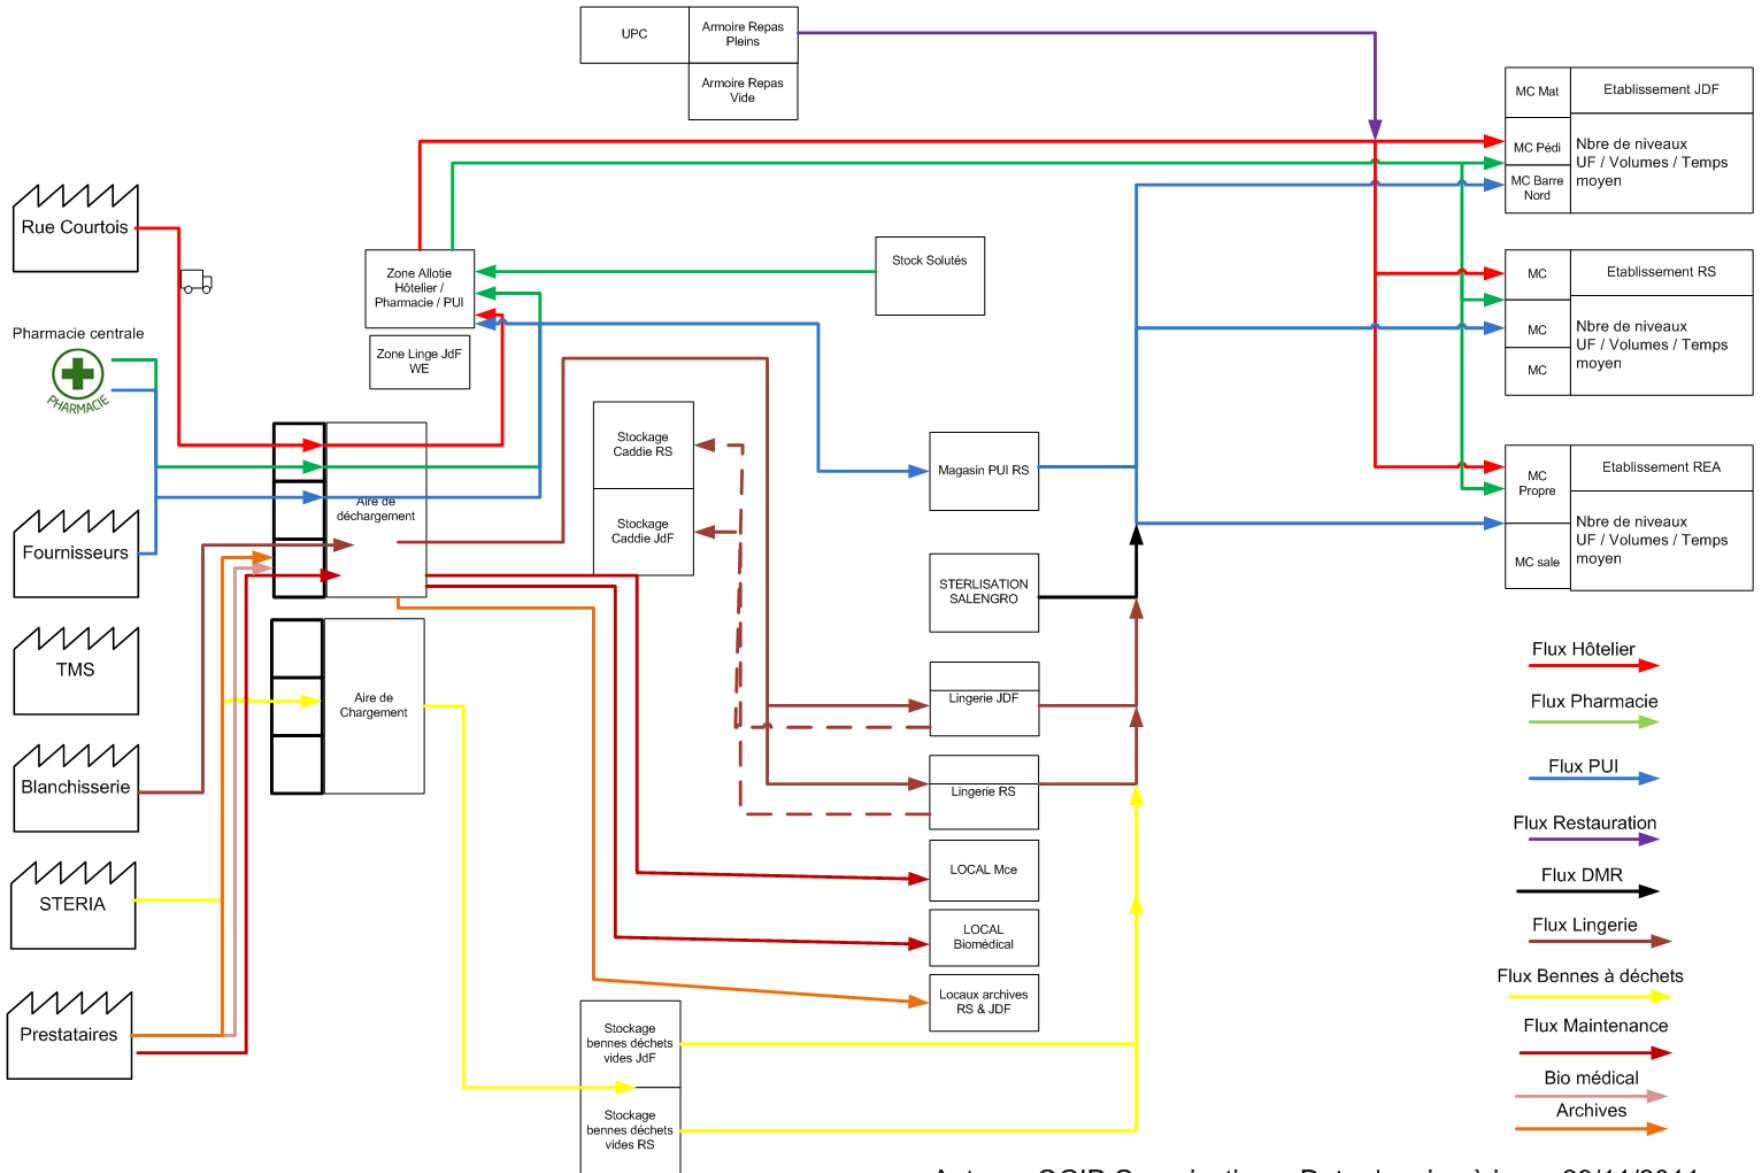 UPC
Armoire Repas
Pleins
Armoire Repas
Vide
MC Mat
Etablissement JDF
MC Pédi
MC Barre
Nord
Nbre de niveaux
UF / Volumes / Temps
moyen
Rue Courtois
Zone Allotie
Hôtelier /
Pharmacie / PUI
Stock Solutés
MC
Etablissement RS
MC
MC
Nbre de niveaux
UF / Volumes / Temps
moyen
Pharmacie centrale
PHARMACIE
Zone Linge JdF
WE
Stockage
Caddie RS
Stockage
Caddie JdF
Magasin PUI RS
MC
Propre
Etablissement REA
MC sale
Nbre de niveaux
UF / Volumes / Temps
moyen
Aire de
déchargement
Fournisseurs
STERLISATION
SALENGRO
TMS
Aire de
Chargement
Lingerie JDF
Flux Hôtelier
Flux Pharmacie
Blanchisserie
Lingerie RS
Flux PUI
Flux Restauration
STERIA
LOCAL Mce
Flux DMR
LOCAL
Biomédical
Flux Lingerie
Prestataires
Locaux archives
RS & JDF
Flux Bennes à déchets
Stockage
bennes déchets
vides JdF
Flux Maintenance
Bio médical
Stockage
bennes déchets
vides RS
Archives